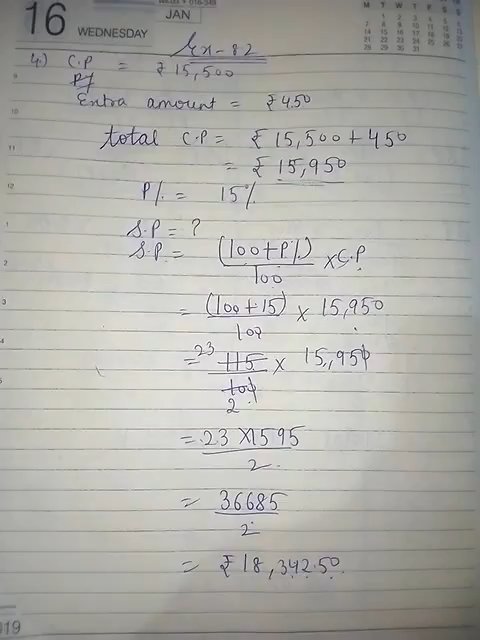 16 WEDNESDAY
JAN
M T W T F S S
Ex-82
4.) C.P = ₹ 15,500
Extra amount = ₹450
total C.P = ₹ 15,500 + 450
= ₹ 15,950
P% = 15%
S.P = ?
S.P = (100+P%)/100 × C.P
= (100+15)/100 × 15,950
= 23 115/100 2 × 15,950
= 23 × 1595/2
= 36685/2
= ₹ 18,342.50